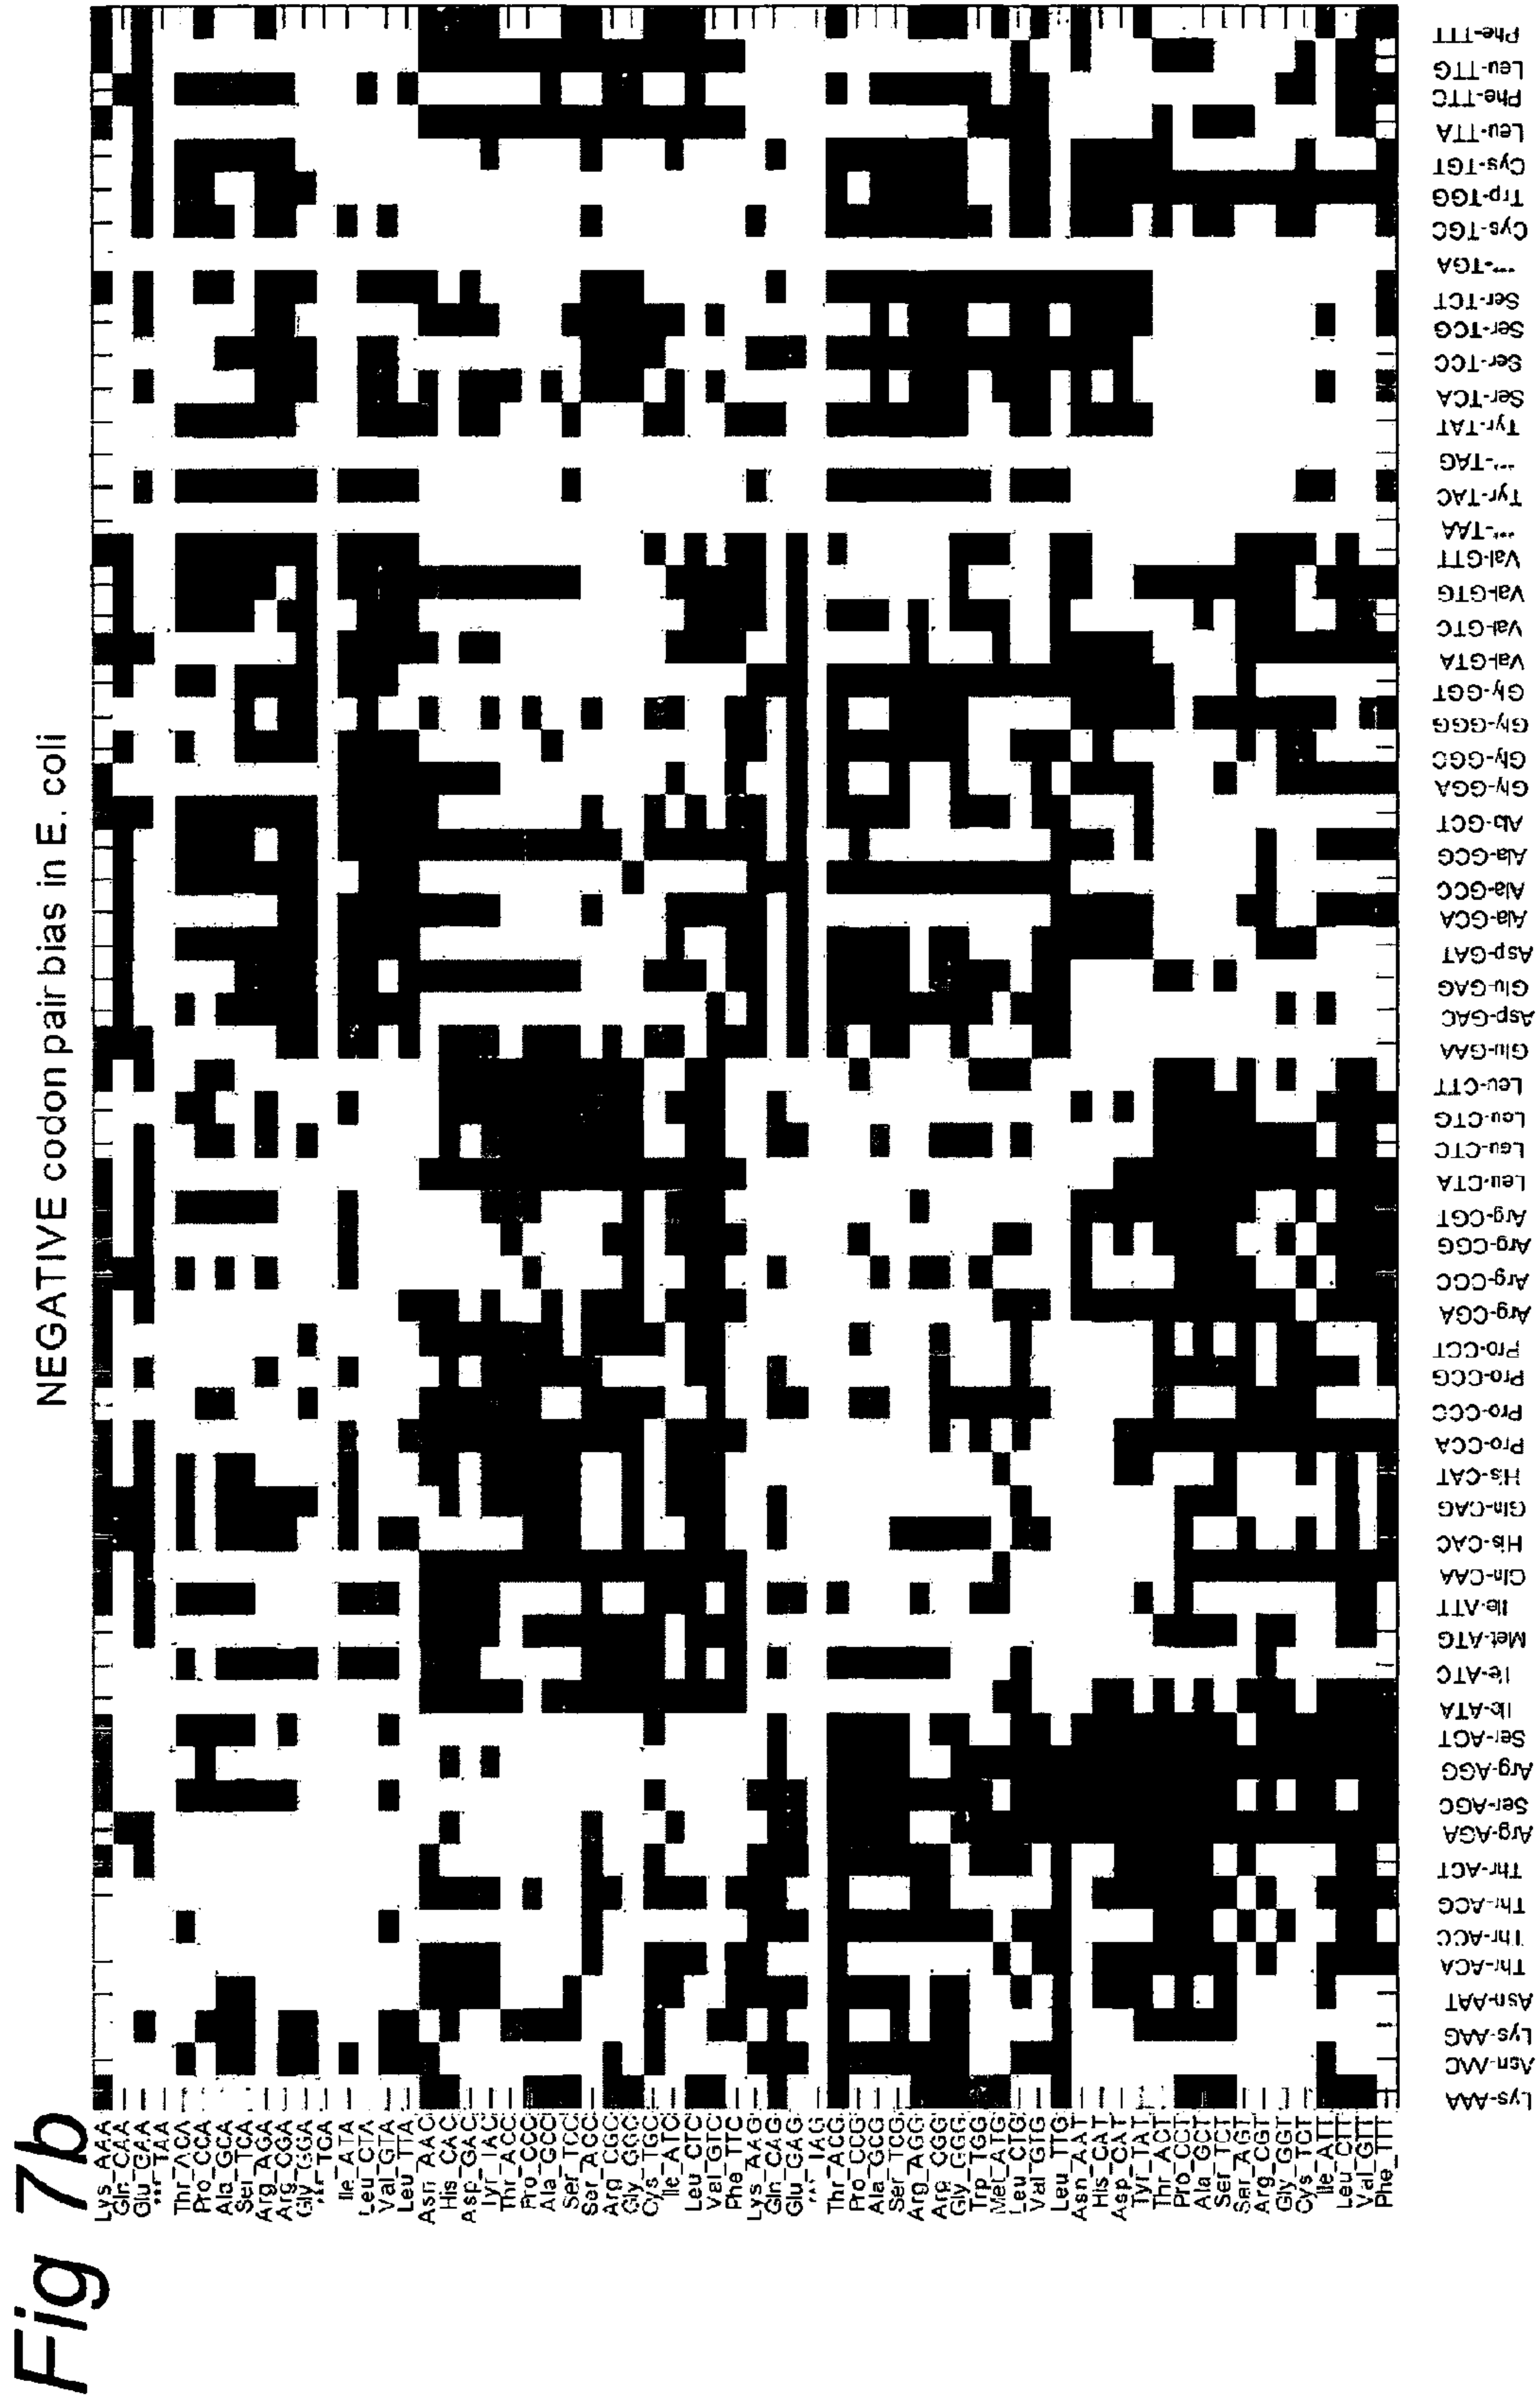 Fig 7b
NEGATIVE codon pair bias in E. coli
Lys_AAA
Gln_CAA
Glu_GAA
***_TAA
Thr_ACA
Pro_CCA
Ala_GCA
Ser_TCA
Arg_AGA
Arg_CGA
Gly_GGA
***_TGA
Ile_ATA
Leu_CTA
Val_GTA
Leu_TTA
Asn_AAC
His_CAC
Asp_GAC
Tyr_TAC
Thr_ACC
Pro_CCC
Ala_GCC
Ser_TCC
Ser_AGC
Arg_CGC
Gly_GGC
Cys_TGC
Ile_ATC
Leu_CTC
Val_GTC
Phe_TTC
Lys_AAG
Gln_CAG
Glu_GAG
***_TAG
Thr_ACG
Pro_CCG
Ala_GCG
Ser_TCG
Arg_AGG
Arg_CGG
Gly_GGG
Trp_TGG
Met_ATG
Leu_CTG
Val_GTG
Leu_TTG
Asn_AAT
His_CAT
Asp_CAT
Tyr_TAT
Thr_ACT
Pro_CCT
Ala_GCT
Ser_TCT
Ser_AGT
Arg_CGT
Gly_GGT
Cys_TCT
Ile_ATT
Leu_CTT
Val_GTT
Phe_TTT
Lys-AAA
Asn-AAC
Lys-AAG
Asn-AAT
Thr-ACA
Thr-ACC
Thr-ACG
Thr-ACT
Arg-AGA
Ser-AGC
Arg-AGG
Ser-AGT
Ile-ATA
Ile-ATC
Met-ATG
Ile-ATT
Gln-CAA
His-CAC
Gln-CAG
His-CAT
Pro-CCA
Pro-CCC
Pro-CCG
Pro-CCT
Arg-CGA
Arg-CGC
Arg-CGG
Arg-CGT
Leu-CTA
Leu-CTC
Leu-CTG
Leu-CTT
Glu-GAA
Asp-GAC
Glu-GAG
Asp-GAT
Ala-GCA
Ala-GCC
Ala-GCG
Ala-GCT
Gly-GGA
Gly-GGC
Gly-GGG
Gly-GGT
Val-GTA
Val-GTC
Val-GTG
Val-GTT
***-TAA
Tyr-TAC
***-TAG
Tyr-TAT
Ser-TCA
Ser-TCC
Ser-TCG
Ser-TCT
***-TGA
Cys-TGC
Trp-TGG
Cys-TGT
Leu-TTA
Phe-TTC
Leu-TTG
Phe-TTT